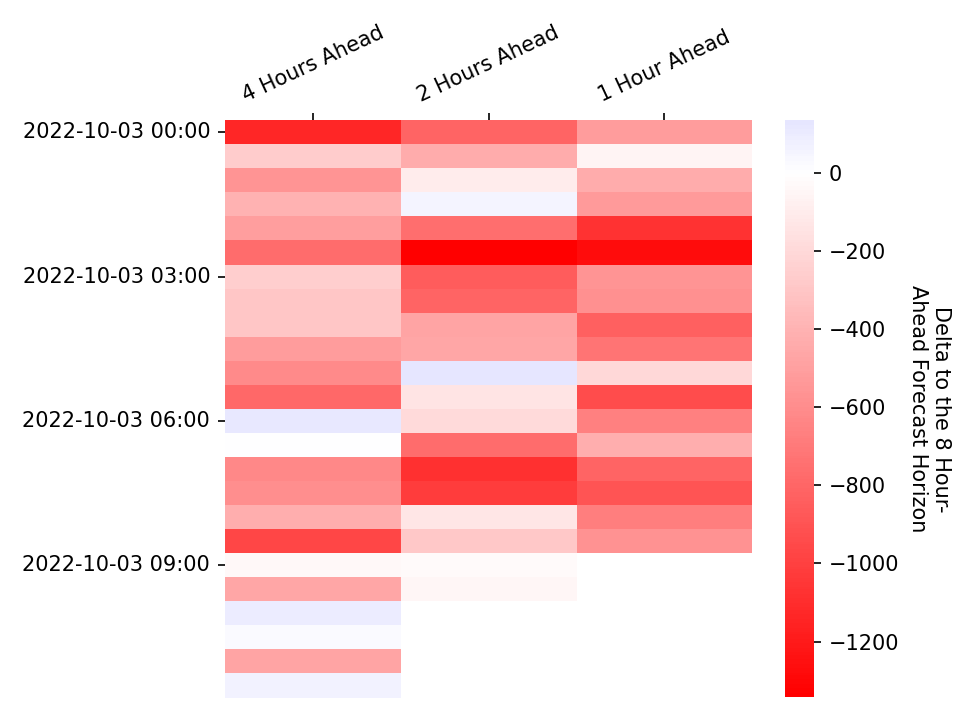 4 Hours Ahead
2 Hours Ahead
1 Hour Ahead
2022-10-03 00:00
2022-10-03 03:00
2022-10-03 06:00
2022-10-03 09:00
0
−200
−400
−600
−800
−1000
−1200
Delta to the 8 Hour-
Ahead Forecast Horizon